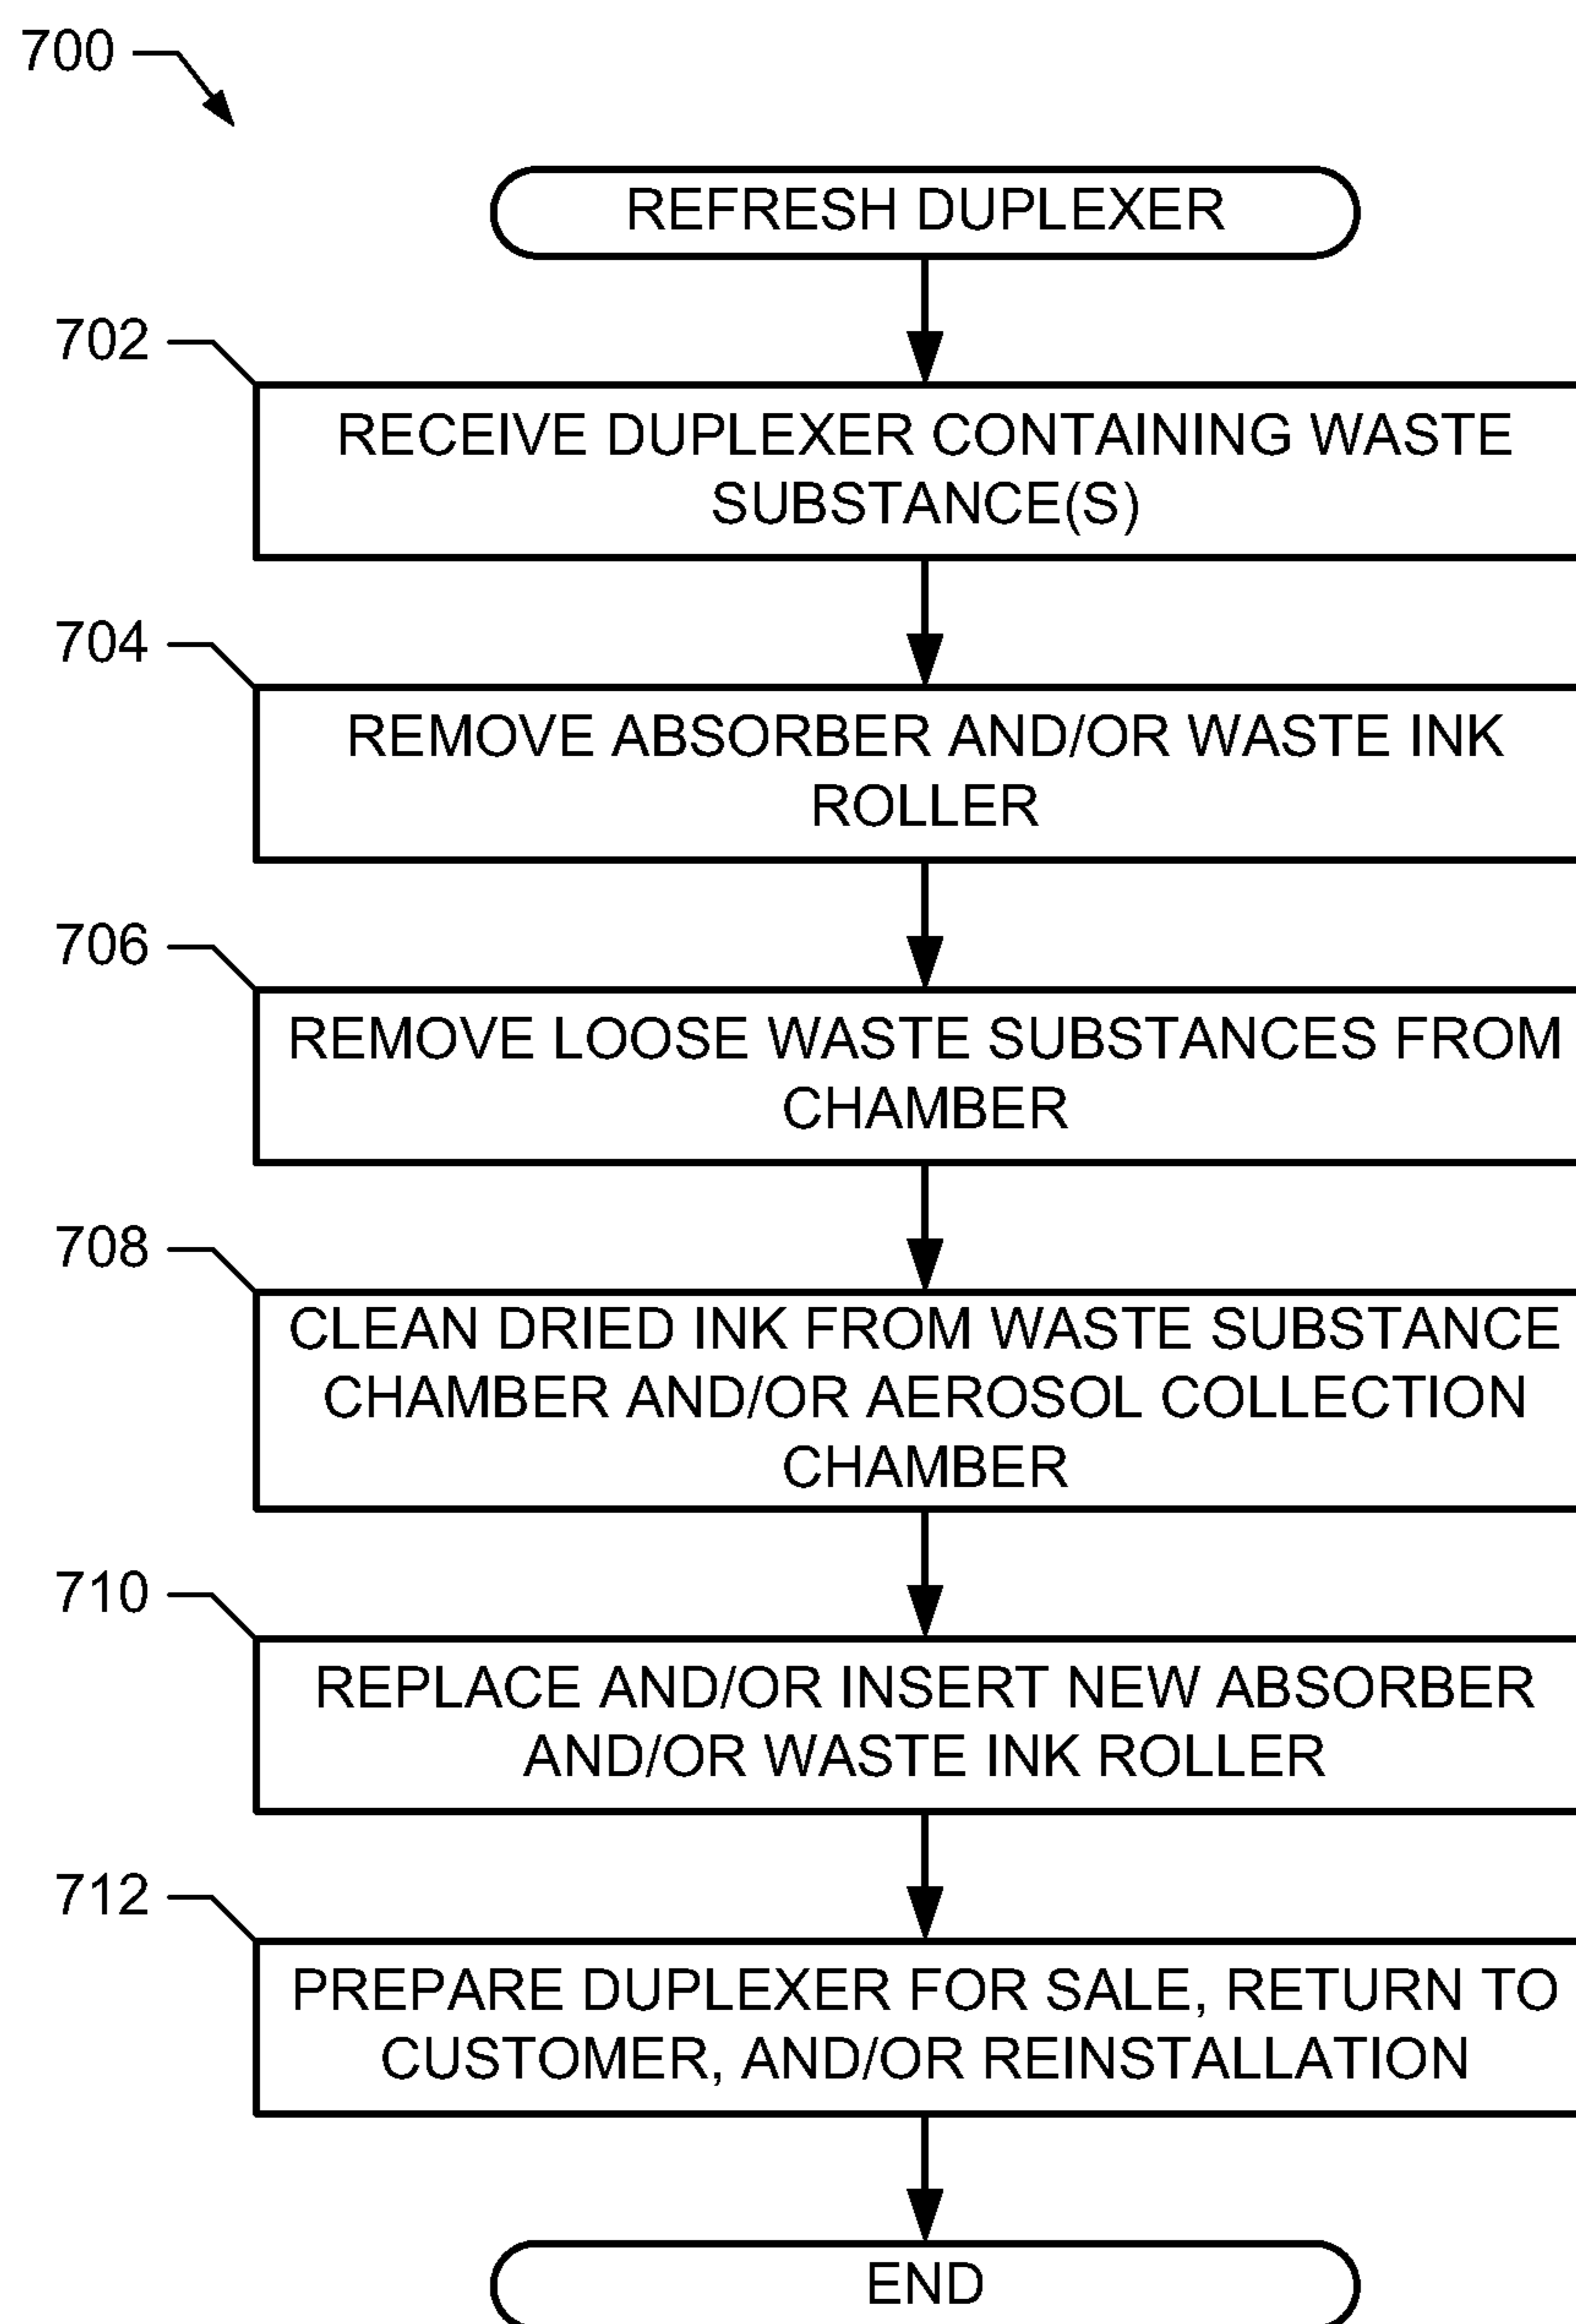 700
REFRESH DUPLEXER
702
RECEIVE DUPLEXER CONTAINING WASTE
SUBSTANCE(S)
704
REMOVE ABSORBER AND/OR WASTE INK
ROLLER
706
REMOVE LOOSE WASTE SUBSTANCES FROM
CHAMBER
708
CLEAN DRIED INK FROM WASTE SUBSTANCE
CHAMBER AND/OR AEROSOL COLLECTION
CHAMBER
710
REPLACE AND/OR INSERT NEW ABSORBER
AND/OR WASTE INK ROLLER
712
PREPARE DUPLEXER FOR SALE, RETURN TO
CUSTOMER, AND/OR REINSTALLATION
END